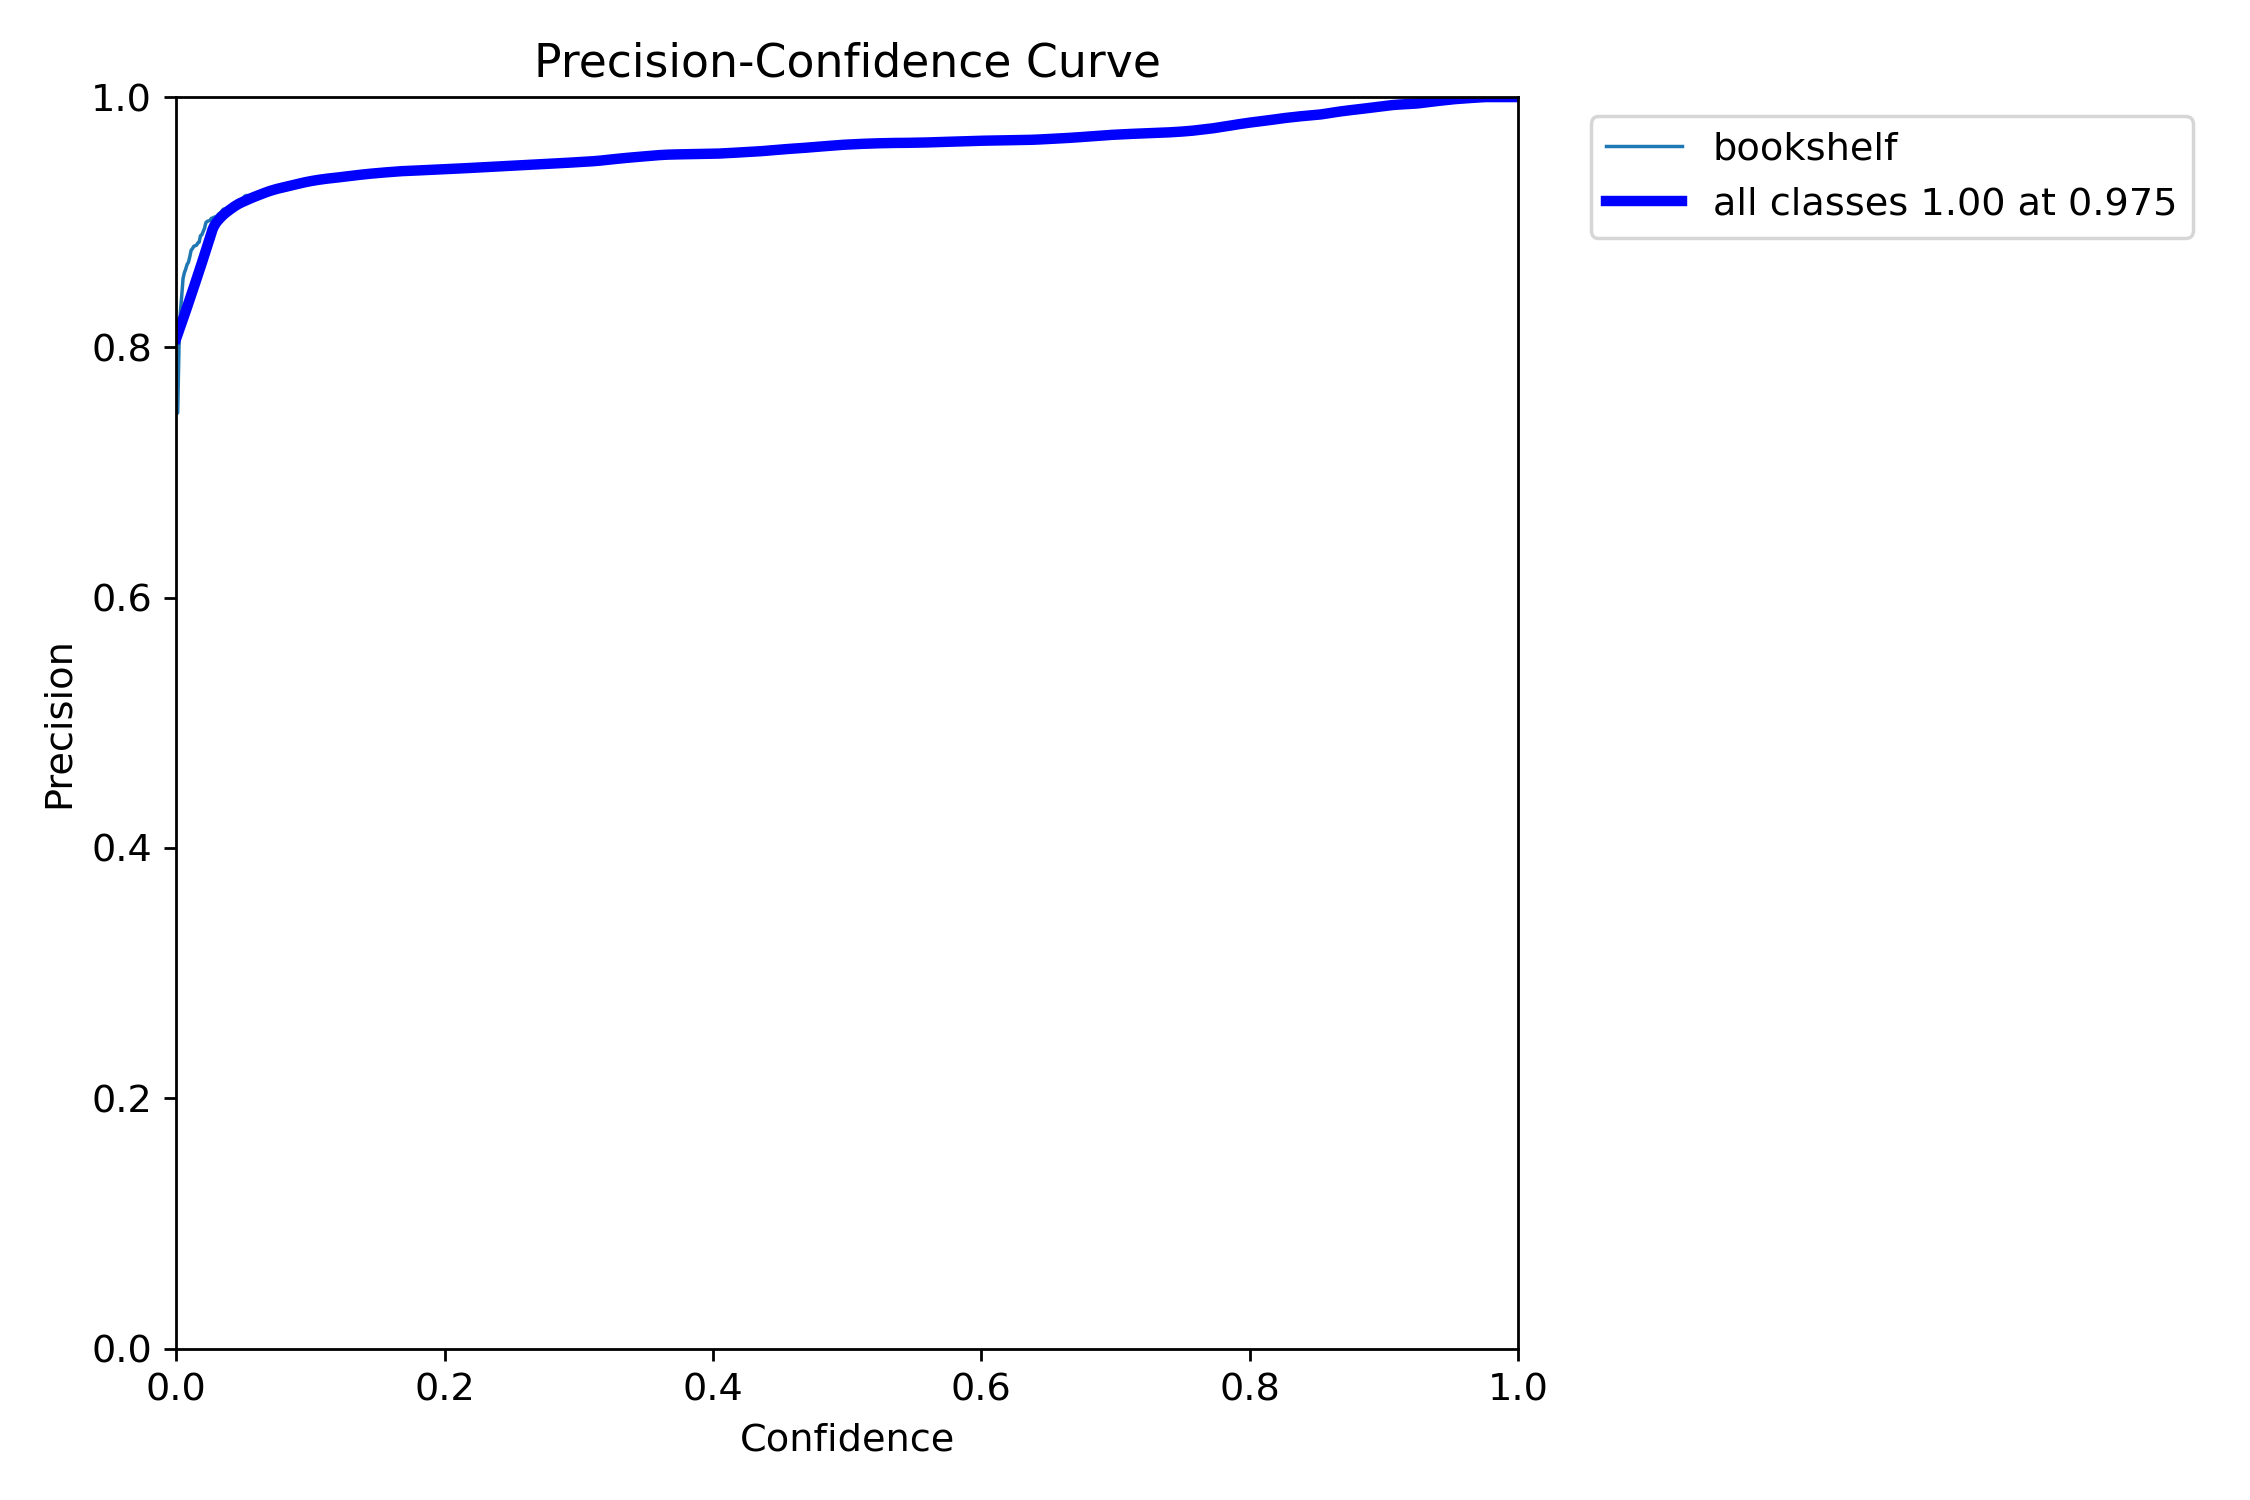 Precision-Confidence Curve
1.0
0.8
0.6
0.4
0.2
0.0
Precision
0.0 0.2 0.4 0.6 0.8 1.0
Confidence
bookshelf
all classes 1.00 at 0.975